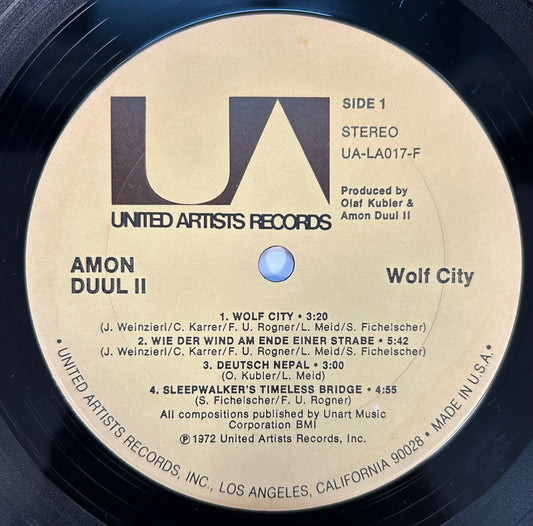 UA
SIDE 1
STEREO
UA-LA017-F
Produced by
Olaf Kubler &
Amon Duul II
UNITED ARTISTS RECORDS
AMON
DUUL II
Wolf City
1. WOLF CITY • 3:20
(J. Weinzierl/C. Karrer/F. U. Rogner/L. Meid/S. Fichelscher)
2. WIE DER WIND AM ENDE EINER STRABE • 5:42
(J. Weinzierl/C. Karrer/F. U. Rogner/L. Meid/S. Fichelscher)
3. DEUTSCH NEPAL • 3:00
(O. Kubler/L. Meid)
4. SLEEPWALKER'S TIMELESS BRIDGE • 4:55
(S. Fichelscher/F. U. Rogner)
All compositions published by Unart Music
Corporation BMI
Ⓟ 1972 United Artists Records, Inc.
• UNITED ARTISTS RECORDS, INC., LOS ANGELES, CALIFORNIA 90028 • MADE IN U.S.A. •